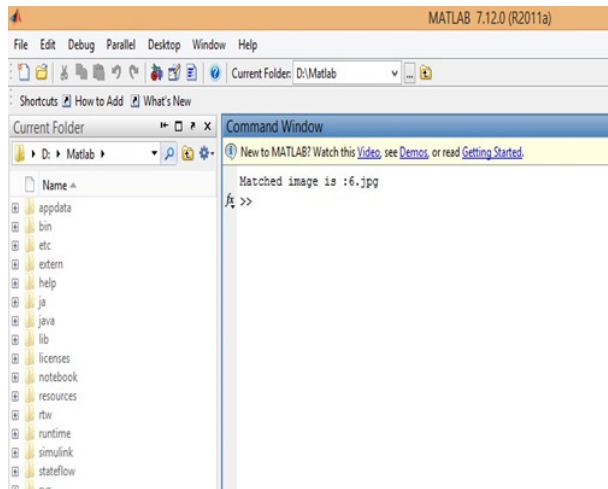 MATLAB 7.12.0 (R2011a)
File Edit Debug Parallel Desktop Window Help
Current Folder: D:\Matlab
Shortcuts How to Add What's New
Current Folder
Command Window
D: Matlab
New to MATLAB? Watch this Video, see Demos, or read Getting Started.
Name
Matched image is :6.jpg
fx >>
appdata
bin
etc
extern
help
ja
java
lib
licenses
notebook
resources
rtw
runtime
simulink
stateflow